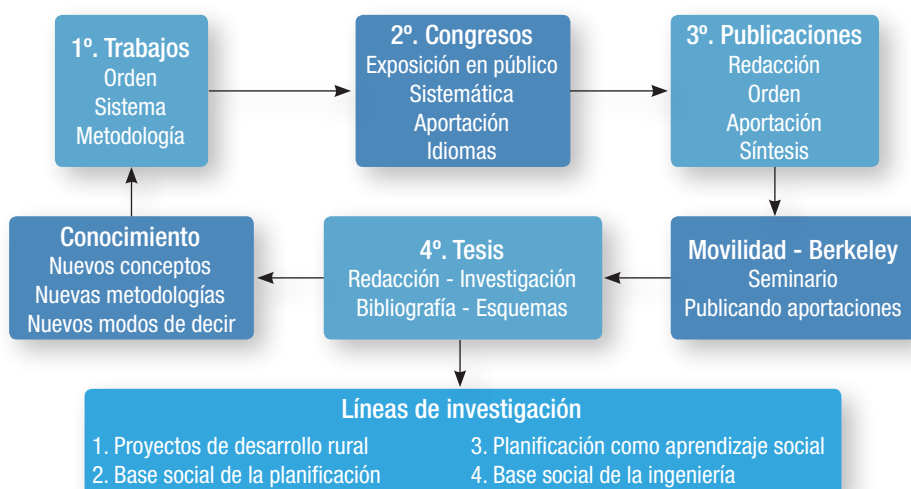 1º. Trabajos
Orden
Sistema
Metodología
2º. Congresos
Exposición en público
Sistemática
Aportación
Idiomas
3º. Publicaciones
Redacción
Orden
Aportación
Síntesis
Conocimiento
Nuevos conceptos
Nuevas metodologías
Nuevos modos de decir
4º. Tesis
Redacción - Investigación
Bibliografía - Esquemas
Movilidad - Berkeley
Seminario
Publicando aportaciones
Líneas de investigación
1. Proyectos de desarrollo rural
2. Base social de la planificación
3. Planificación como aprendizaje social
4. Base social de la ingeniería